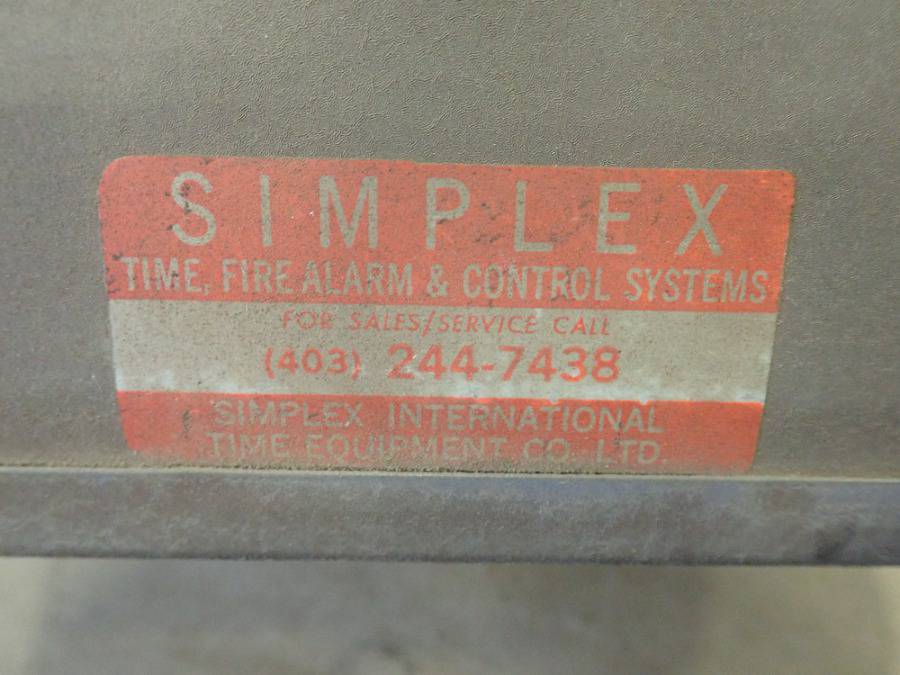 SIMPLEX
TIME, FIRE ALARM & CONTROL SYSTEMS
FOR SALES/SERVICE CALL
(403) 244-7438
SIMPLEX INTERNATIONAL
TIME EQUIPMENT CO. LTD.